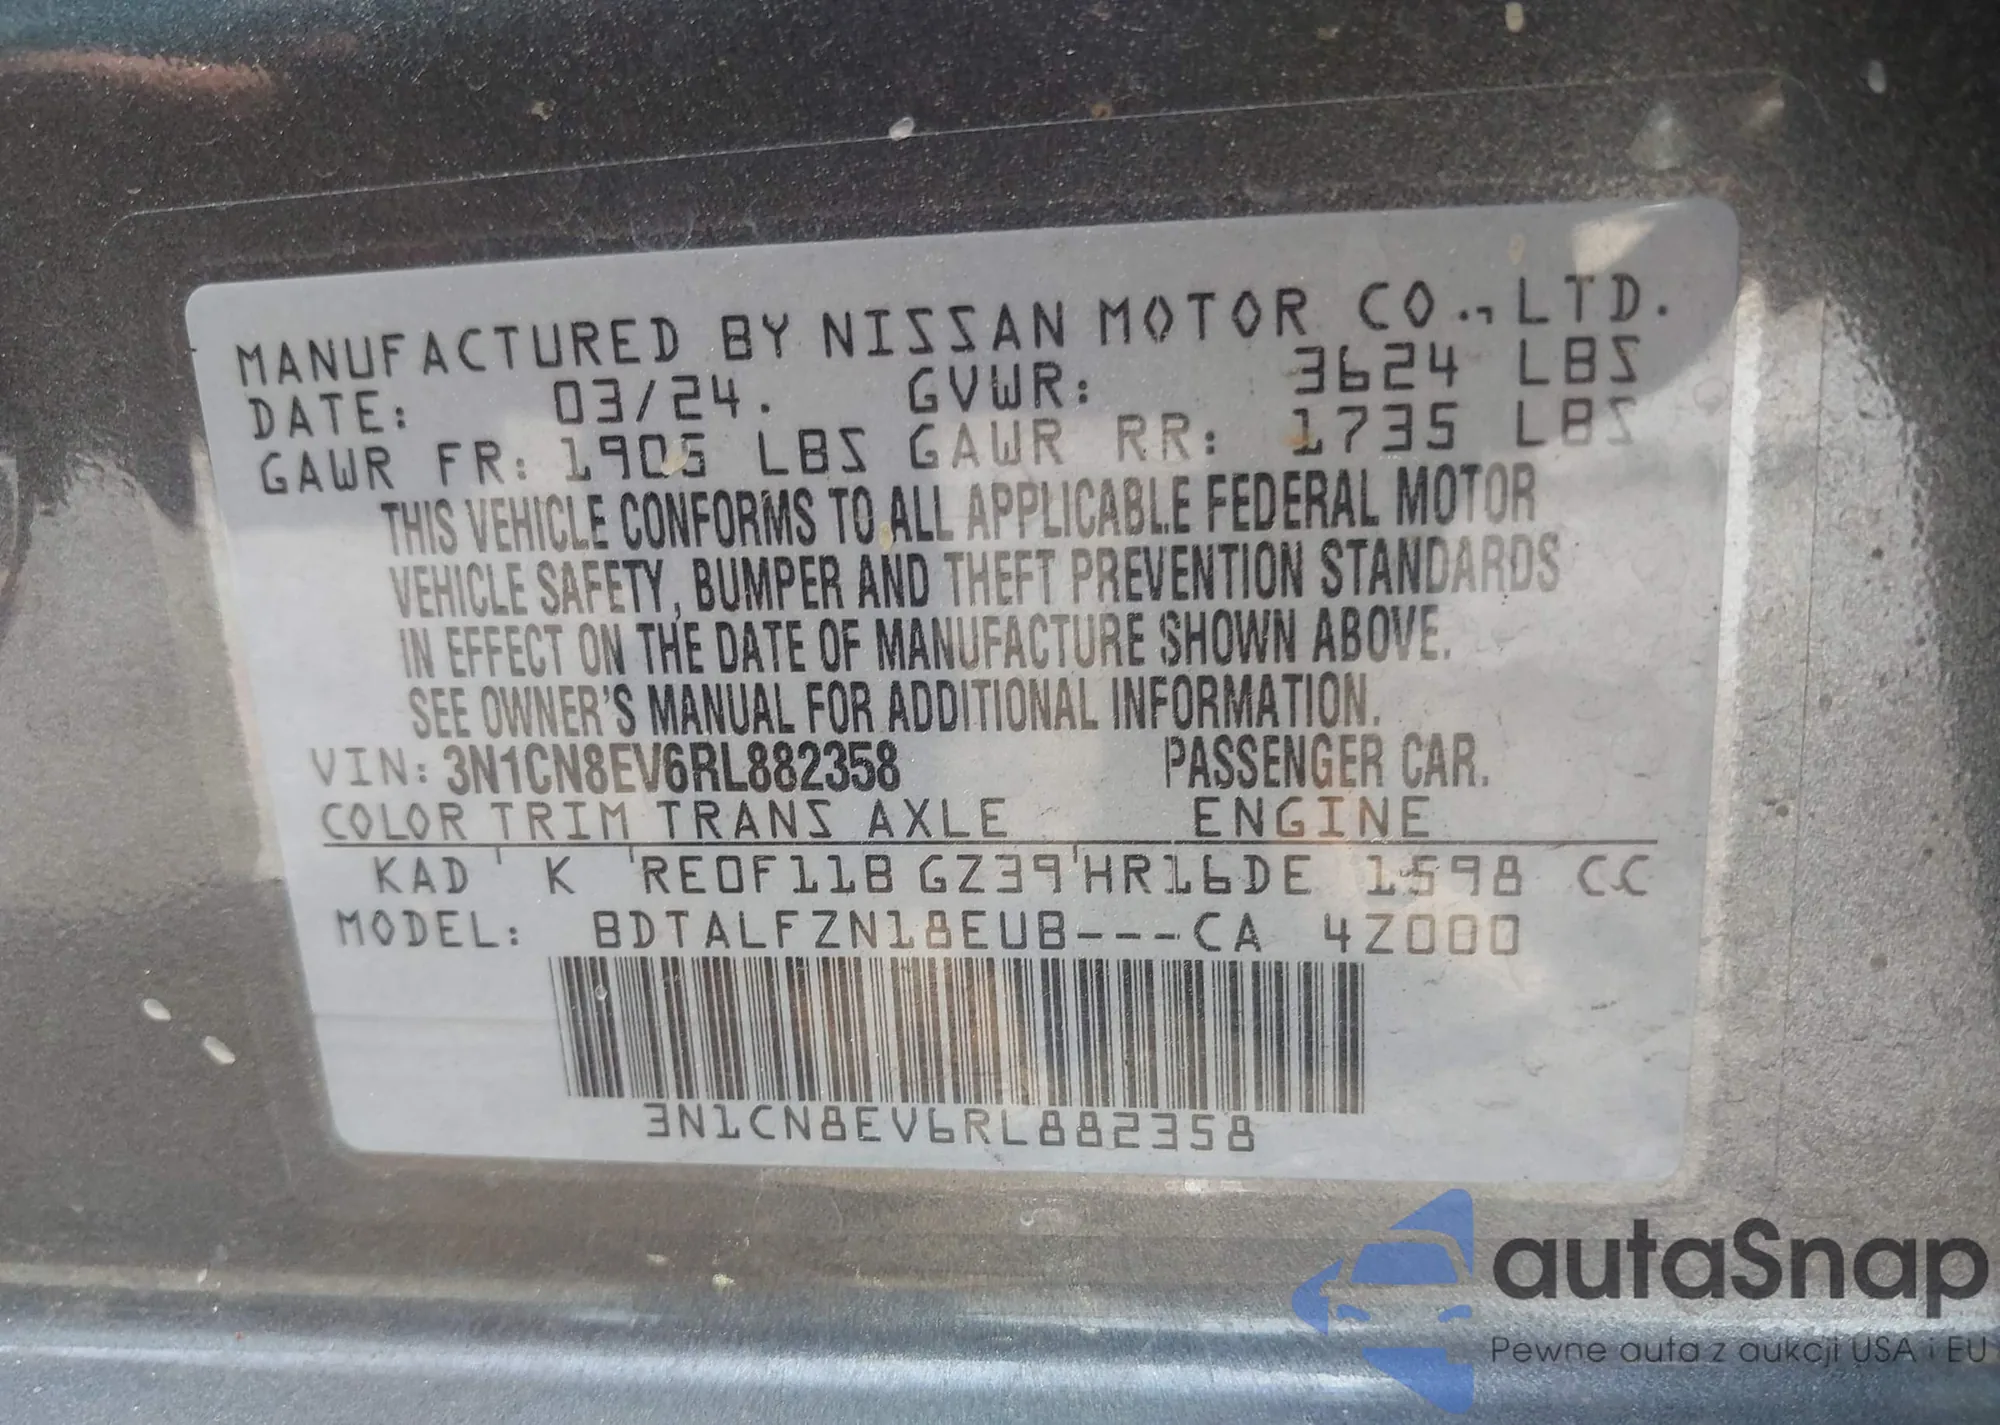 MANUFACTURED BY NISSAN MOTOR CO., LTD.
DATE: 03/24. GVWR: 3624 LBS
GAWR FR: 1905 LBS GAWR RR: 1735 LBS
THIS VEHICLE CONFORMS TO ALL APPLICABLE FEDERAL MOTOR
VEHICLE SAFETY, BUMPER AND THEFT PREVENTION STANDARDS
IN EFFECT ON THE DATE OF MANUFACTURE SHOWN ABOVE.
SEE OWNER'S MANUAL FOR ADDITIONAL INFORMATION.
VIN: 3N1CN8EV6RL882358 PASSENGER CAR.
COLOR TRIM TRANS AXLE ENGINE
KAD K RE0F11B GZ39 HR16DE 1598 CC
MODEL: BDTALFZN18EUB---CA 4Z000
3N1CN8EV6RL882358
autaSnap
Pewne auta z aukcji USA i EU